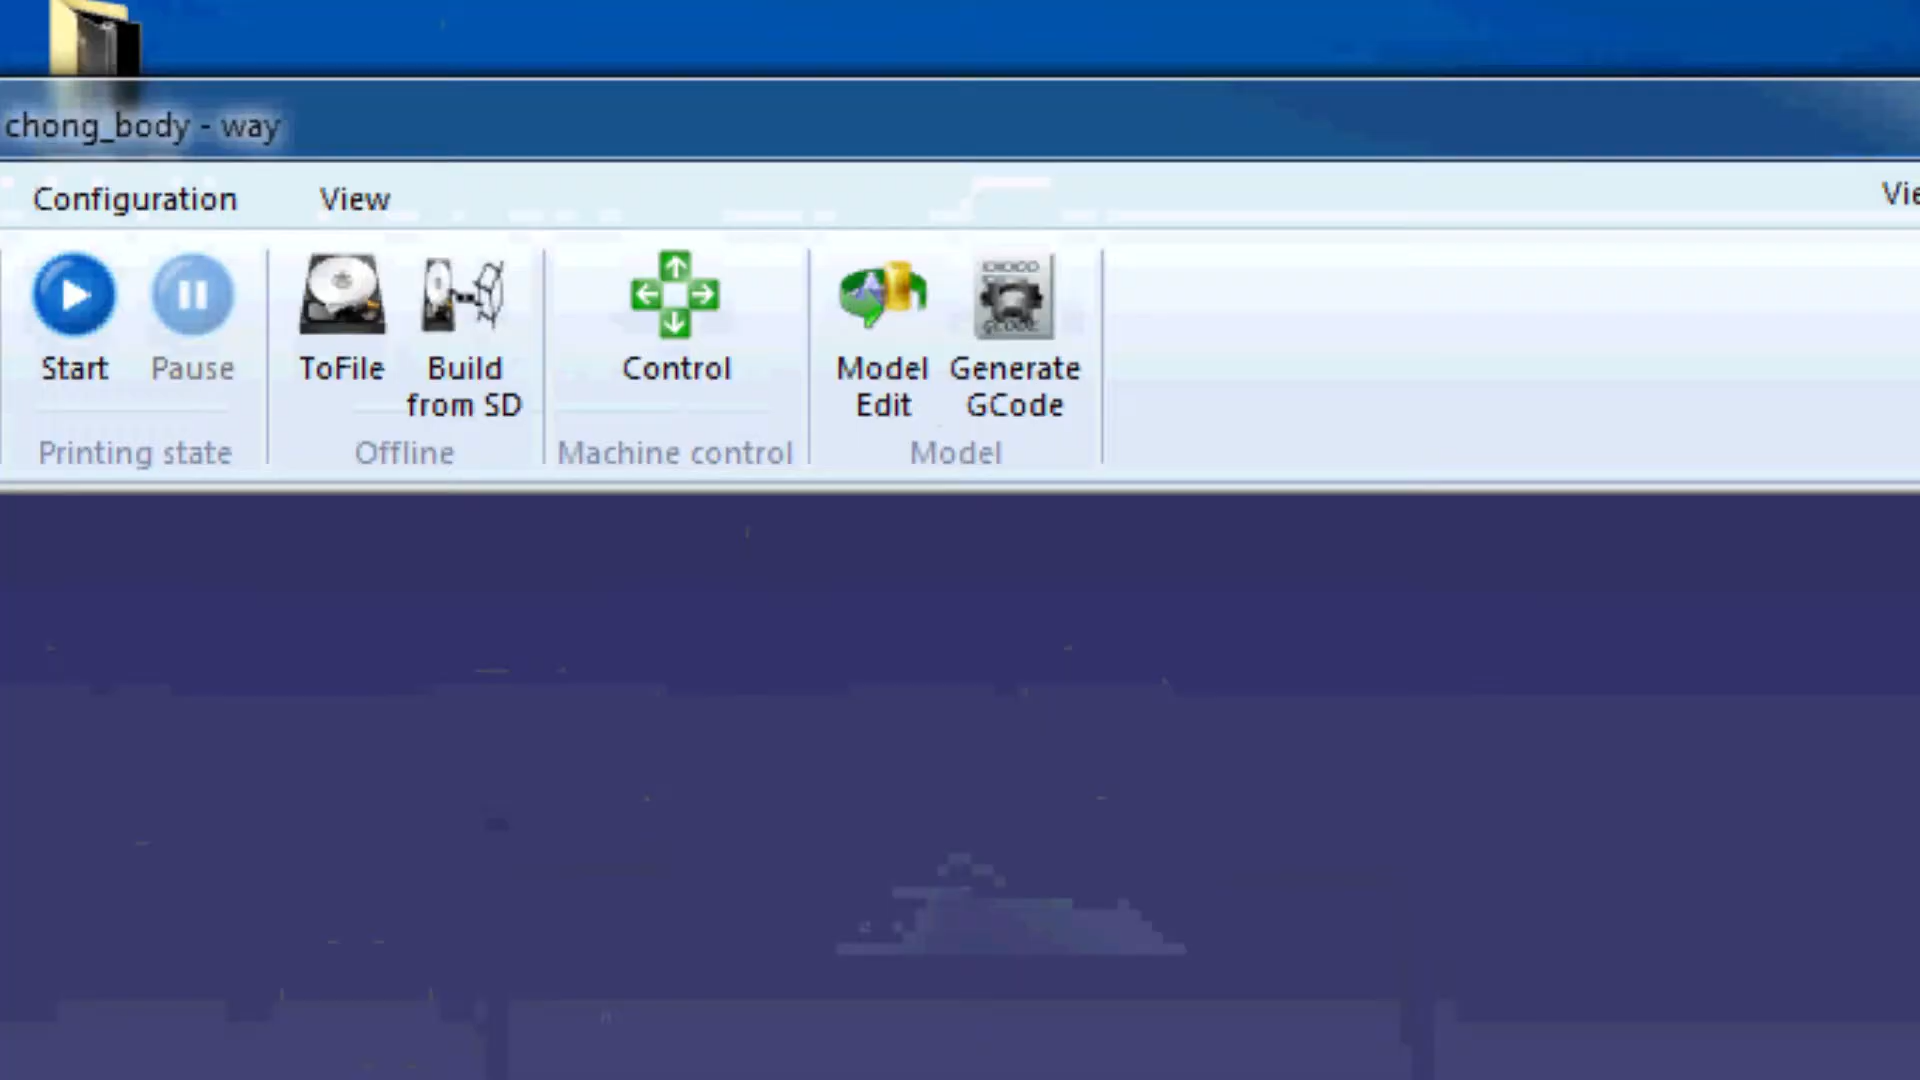 chong_body - way
Configuration View Vie
Start Pause ToFile Build from SD Control Model Edit Generate GCode
Printing state Offline Machine control Model